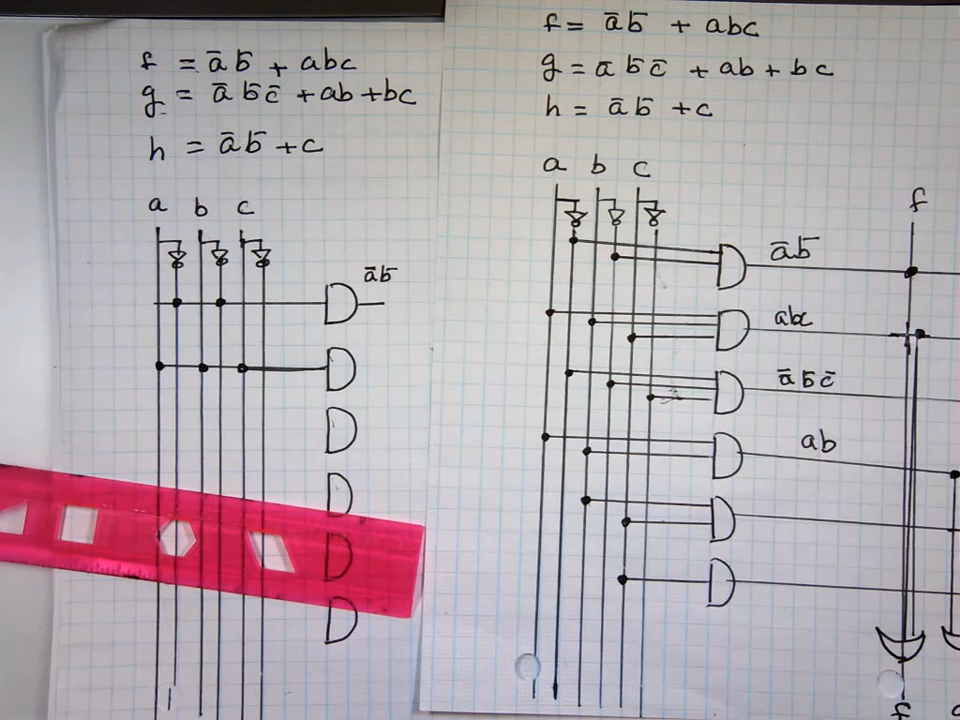 f = āb̄ + abc
g = āb̄c̄ + ab + bc
h = āb̄ + c
a b c
āb̄
f = āb̄ + abc
g = āb̄c̄ + ab + bc
h = āb̄ + c
a b c
f
āb̄
abc
āb̄c̄
ab
f